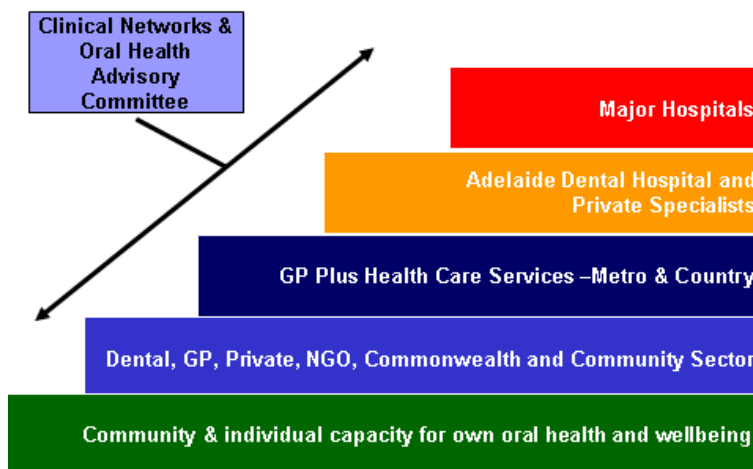 Clinical Networks &
Oral Health
Advisory
Committee
Major Hospitals
Adelaide Dental Hospital and
Private Specialists
GP Plus Health Care Services –Metro & Country
Dental, GP, Private, NGO, Commonwealth and Community Sector
Community & individual capacity for own oral health and wellbeing